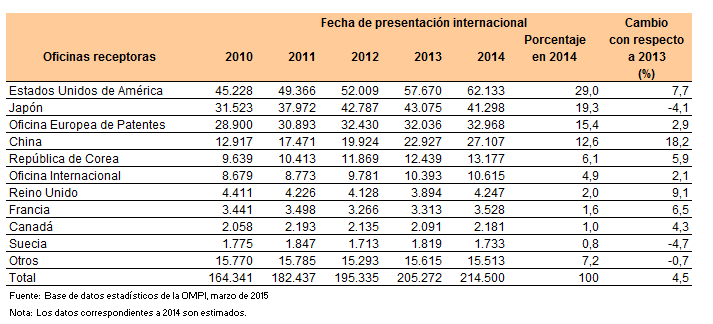 Fecha de presentación internacional
Oficinas receptoras 2010 2011 2012 2013 2014 Porcentaje en 2014 Cambio con respecto a 2013 (%)
Estados Unidos de América 45.228 49.366 52.009 57.670 62.133 29,0 7,7
Japón 31.523 37.972 42.787 43.075 41.298 19,3 -4,1
Oficina Europea de Patentes 28.900 30.893 32.430 32.036 32.968 15,4 2,9
China 12.917 17.471 19.924 22.927 27.107 12,6 18,2
República de Corea 9.639 10.413 11.869 12.439 13.177 6,1 5,9
Oficina Internacional 8.679 8.773 9.781 10.393 10.615 4,9 2,1
Reino Unido 4.411 4.226 4.128 3.894 4.247 2,0 9,1
Francia 3.441 3.498 3.266 3.313 3.528 1,6 6,5
Canadá 2.058 2.193 2.135 2.091 2.181 1,0 4,3
Suecia 1.775 1.847 1.713 1.819 1.733 0,8 -4,7
Otros 15.770 15.785 15.293 15.615 15.513 7,2 -0,7
Total 164.341 182.437 195.335 205.272 214.500 100 4,5
Fuente: Base de datos estadísticos de la OMPI, marzo de 2015
Nota: Los datos correspondientes a 2014 son estimados.